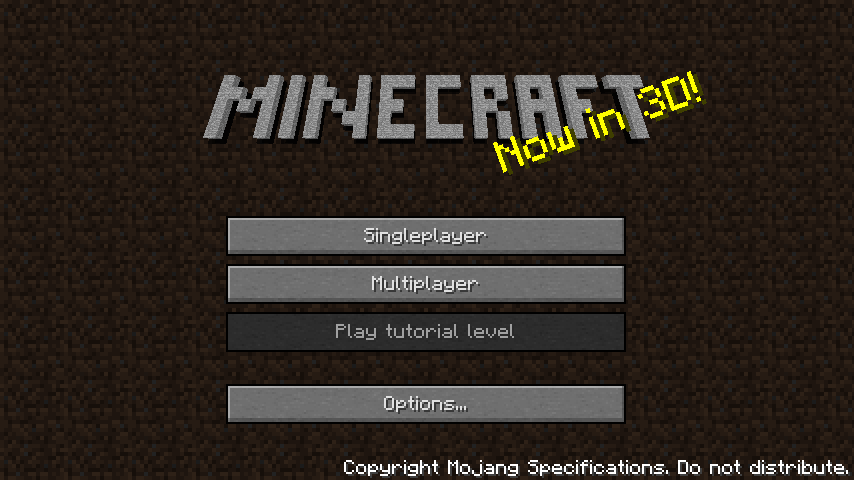 MINECRAFT
Now in 3D!
Singleplayer
Multiplayer
Play tutorial level
Options...
Copyright Mojang Specifications. Do not distribute.